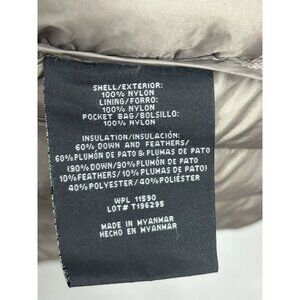 SHELL/EXTERIOR:
100% NYLON
LINING/FORRO:
100% NYLON
POCKET BAG/BOLSILLO:
100% NYLON
INSULATION/INSULACIÓN:
60% DOWN AND FEATHERS/
60%PLUMÓN DE PATO & PLUMAS DE PATO
(90%DOWN/90%PLUMÓN DE PATO
10%FEATHERS/10% PLUMAS DE PATO)
40%POLYESTER/40%POLIÉSTER
WPL 11590
LOT# T196295
MADE IN MYANMAR
HECHO EN MYANMAR